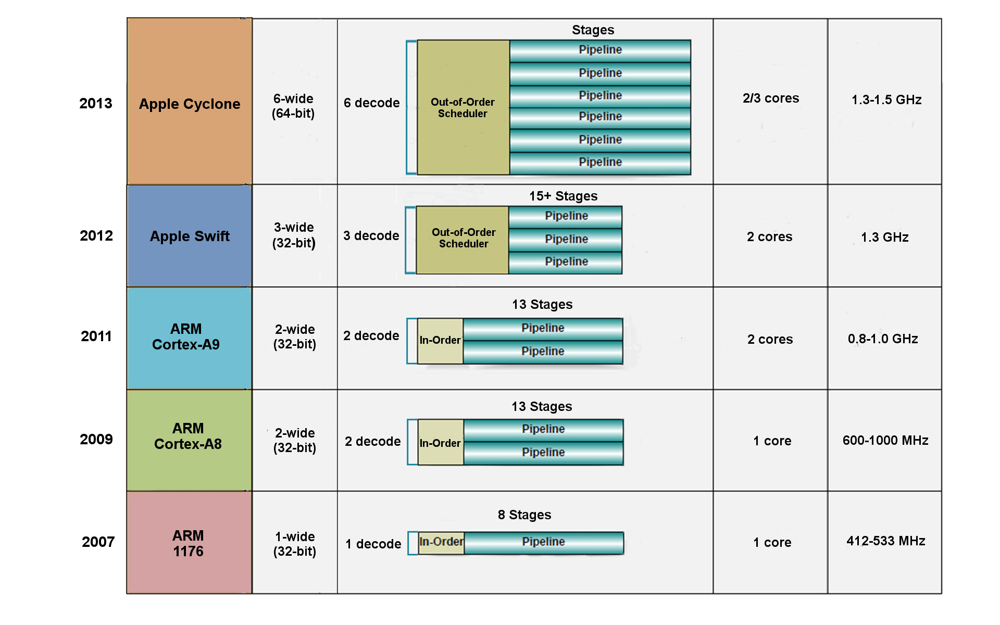 2013
Apple Cyclone
6-wide
(64-bit)
6 decode
Stages
Out-of-Order
Scheduler
Pipeline
Pipeline
Pipeline
Pipeline
Pipeline
Pipeline
2/3 cores
1.3-1.5 GHz
2012
Apple Swift
3-wide
(32-bit)
3 decode
15+ Stages
Out-of-Order
Scheduler
Pipeline
Pipeline
Pipeline
2 cores
1.3 GHz
2011
ARM
Cortex-A9
2-wide
(32-bit)
2 decode
13 Stages
In-Order
Pipeline
Pipeline
2 cores
0.8-1.0 GHz
2009
ARM
Cortex-A8
2-wide
(32-bit)
2 decode
13 Stages
In-Order
Pipeline
Pipeline
1 core
600-1000 MHz
2007
ARM
1176
1-wide
(32-bit)
1 decode
8 Stages
In-Order
Pipeline
1 core
412-533 MHz